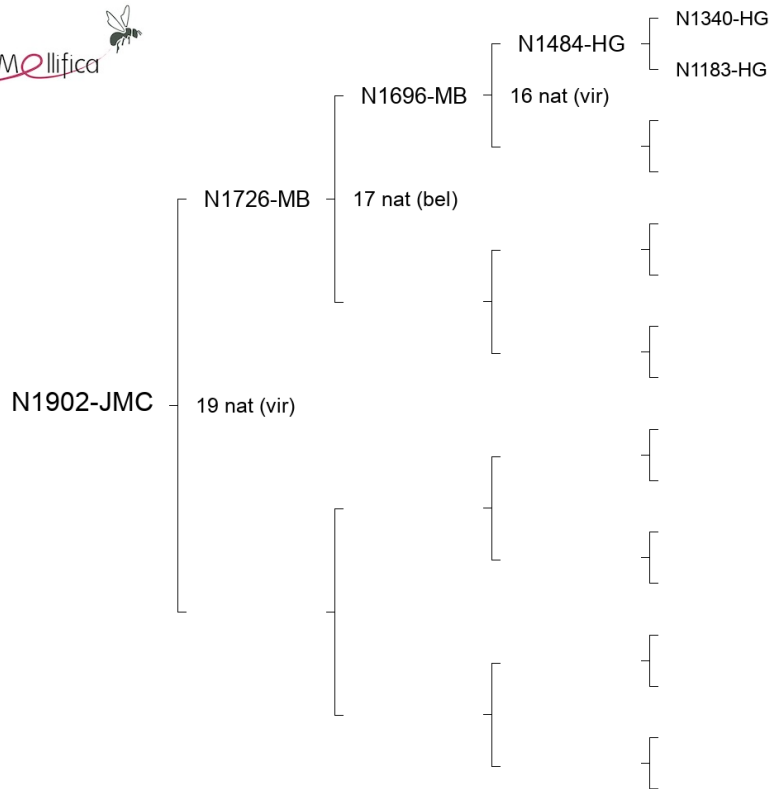 Mellifica
N1340-HG
N1484-HG
N1183-HG
N1696-MB
16 nat (vir)
N1726-MB
17 nat (bel)
N1902-JMC
19 nat (vir)